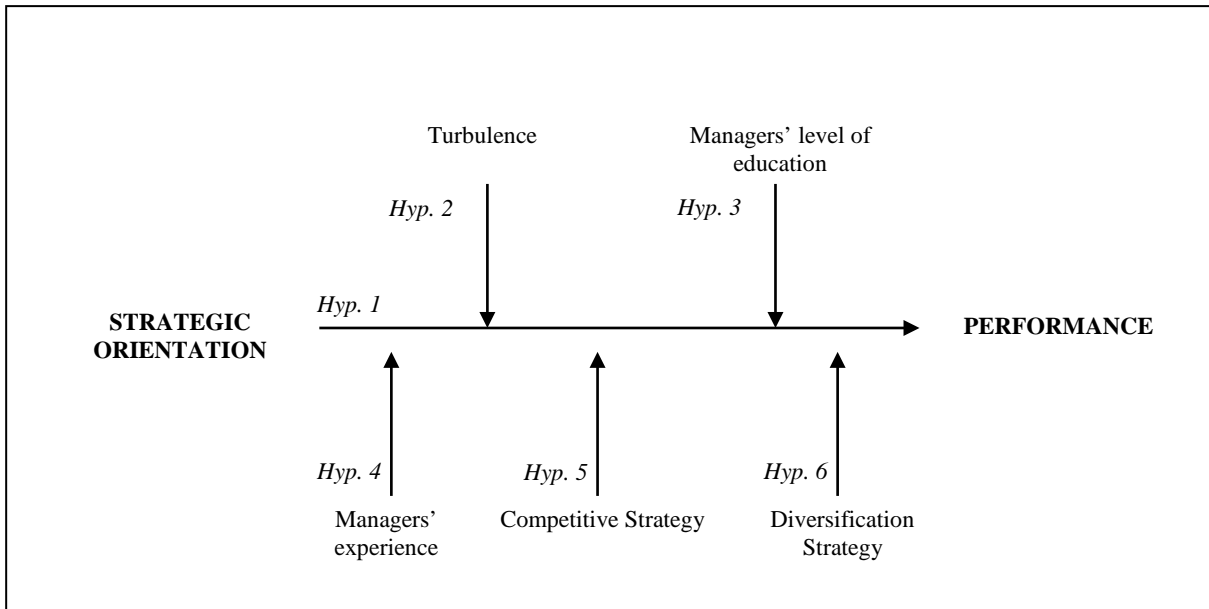 Turbulence
Managers’ level of
education
Hyp. 2
Hyp. 3
Hyp. 1
STRATEGIC
ORIENTATION
PERFORMANCE
Hyp. 4
Hyp. 5
Hyp. 6
Managers’
experience
Competitive Strategy
Diversification
Strategy